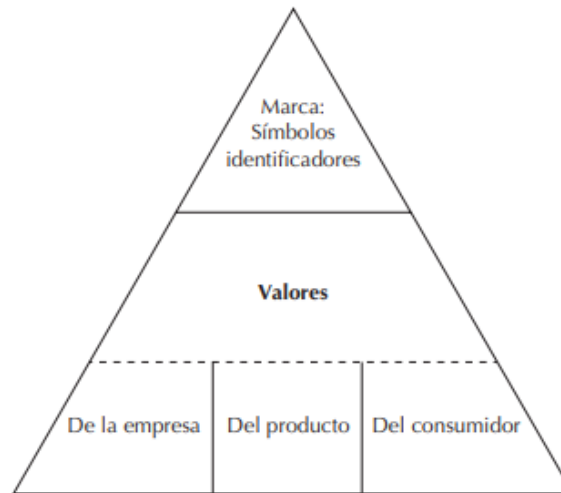 Marca:
Símbolos
identificadores
Valores
De la empresa
Del producto
Del consumidor